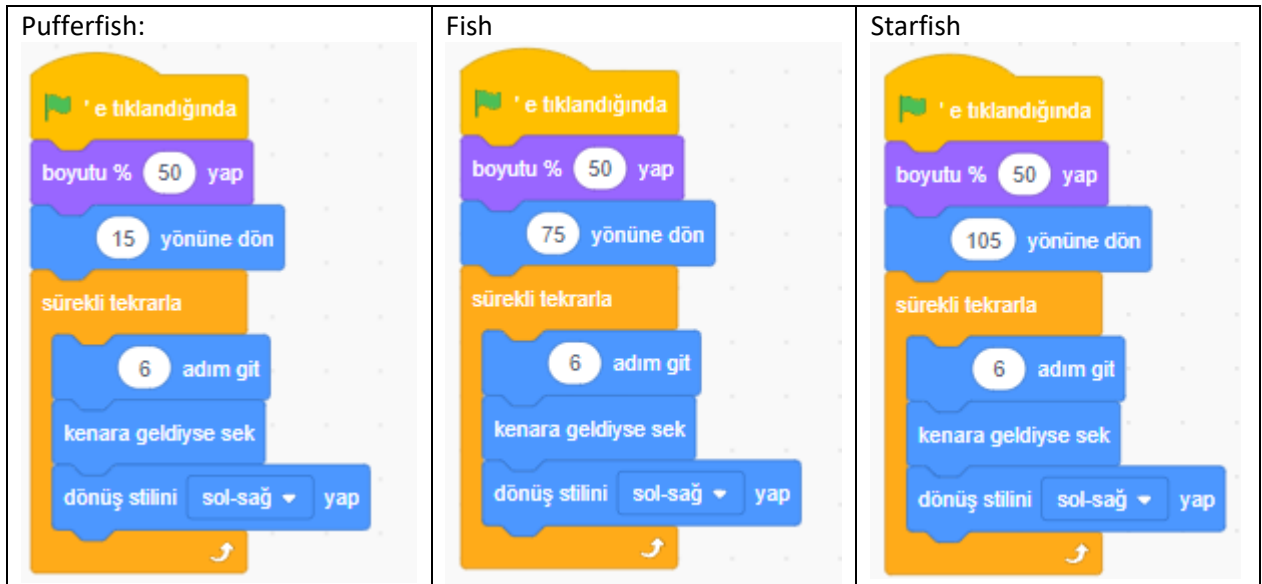 Pufferfish:
' e tıklandığında
boyutu % 50 yap
15 yönüne dön
sürekli tekrarla
6 adım git
kenara geldiyse sek
dönüş stilini sol-sağ yap
Fish
' e tıklandığında
boyutu % 50 yap
75 yönüne dön
sürekli tekrarla
6 adım git
kenara geldiyse sek
dönüş stilini sol-sağ yap
Starfish
' e tıklandığında
boyutu % 50 yap
105 yönüne dön
sürekli tekrarla
6 adım git
kenara geldiyse sek
dönüş stilini sol-sağ yap